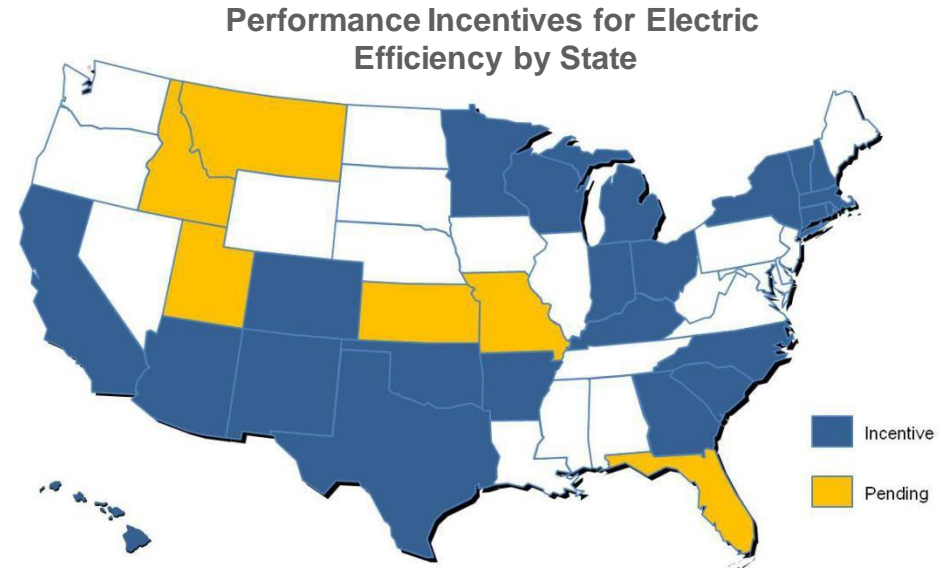 Performance Incentives for Electric
Efficiency by State
Incentive
Pending